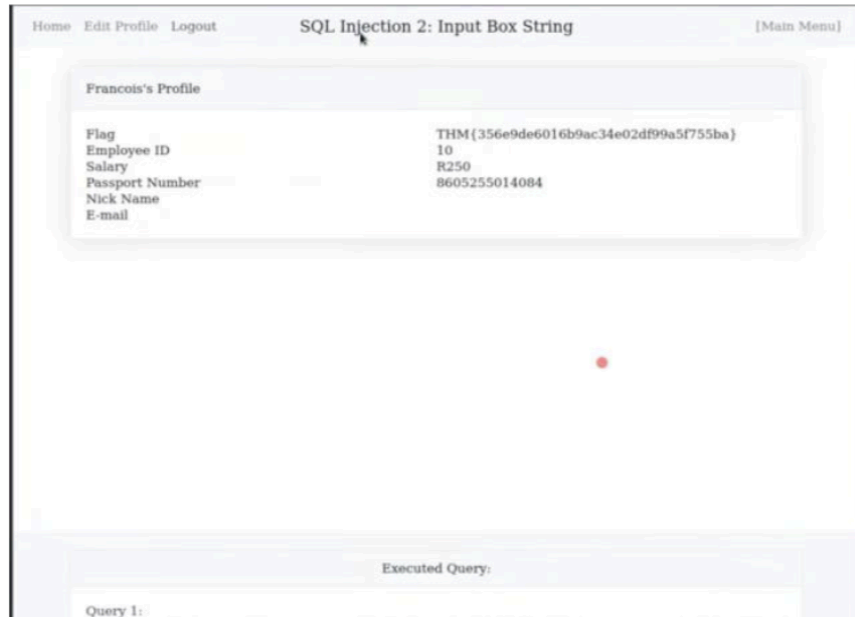 Home Edit Profile Logout SQL Injection 2: Input Box String [Main Menu]
Francois's Profile
Flag THM{356e9de6016b9ac34e02df99a5f755ba}
Employee ID 10
Salary R250
Passport Number 8605255014084
Nick Name
E-mail
Executed Query:
Query 1: